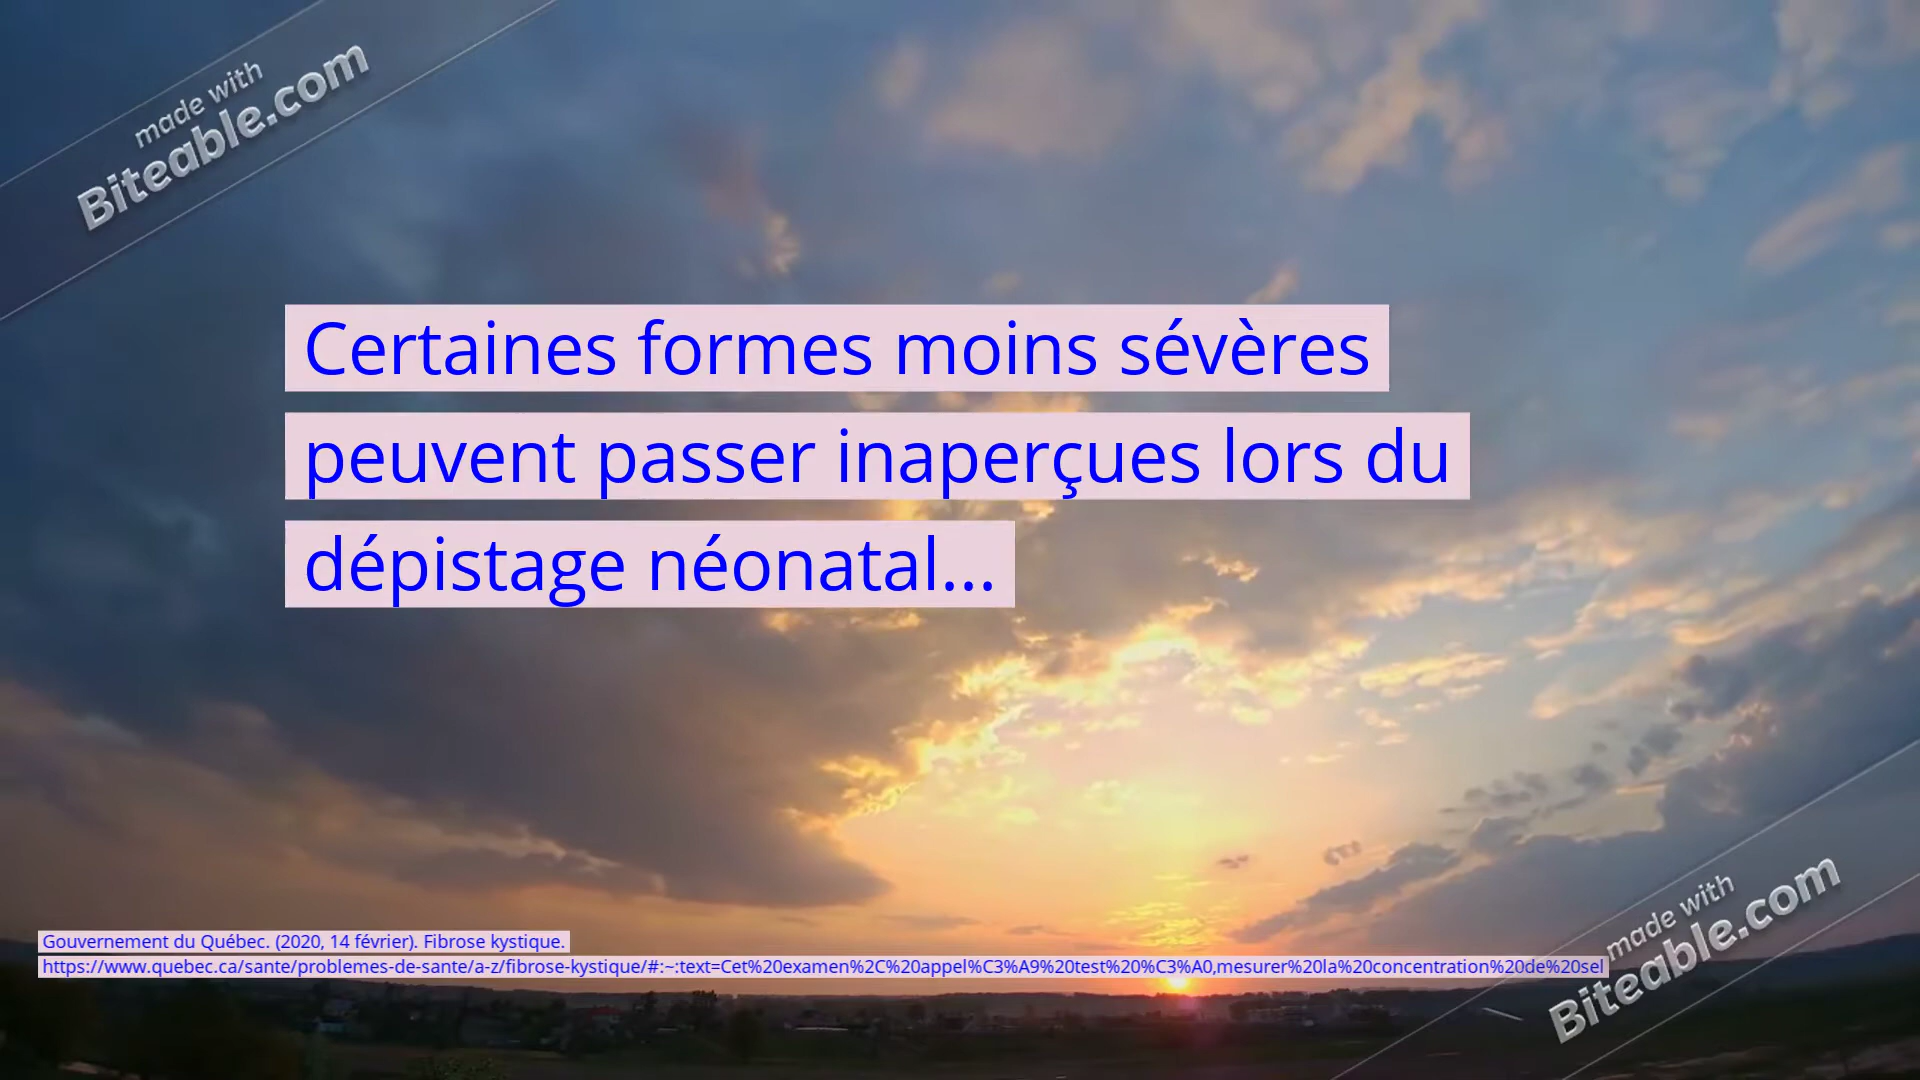 made with
Biteable.com
Certaines formes moins sévères
peuvent passer inaperçues lors du
dépistage néonatal...
Gouvernement du Québec. (2020, 14 février). Fibrose kystique.
https://www.quebec.ca/sante/problemes-de-sante/a-z/fibrose-kystique/#:~:text=Cet%20examen%2C%20appel%C3%A9%20test%20%C3%A0,mesurer%20la%20concentration%20de%20sel
made with
Biteable.com